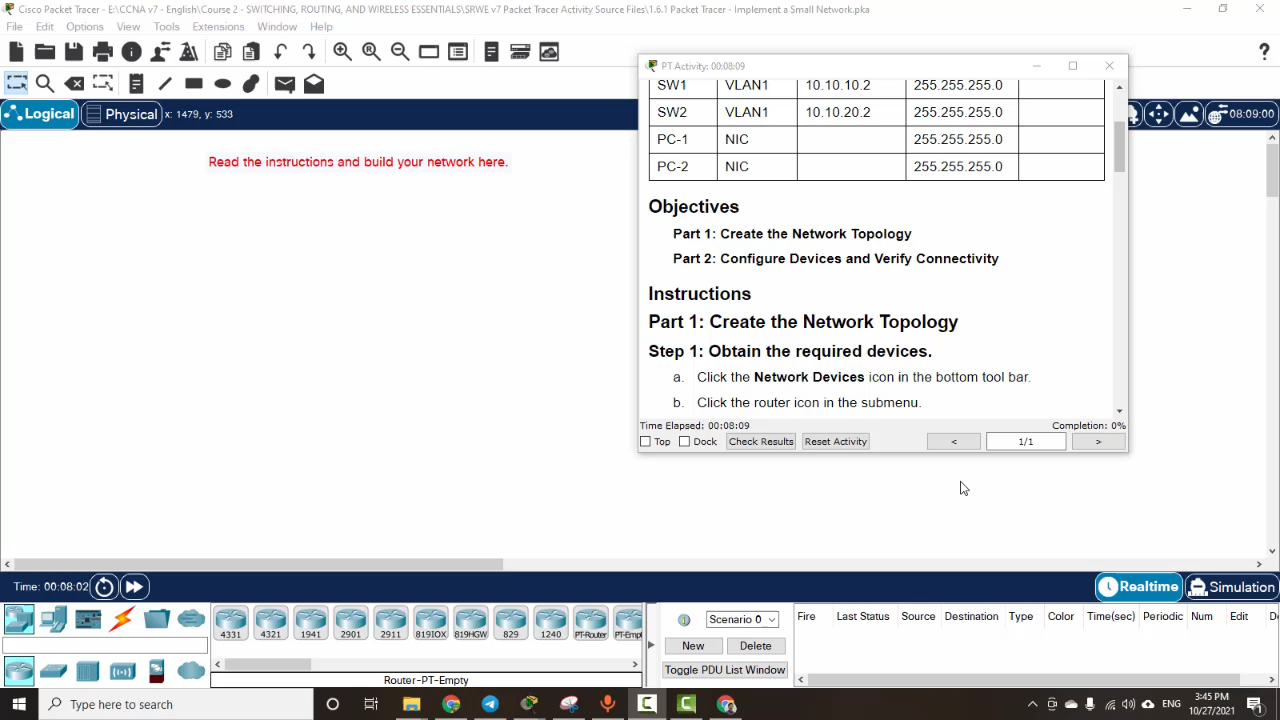 Cisco Packet Tracer - E:\CCNA v7 - English\Course 2 - SWITCHING, ROUTING, AND WIRELESS ESSENTIALS\SRWE v7 Packet Tracer Activity Source Files\1.6.1 Packet Tracer - Implement a Small Network.pka
File Edit Options View Tools Extensions Window Help
Logical Physical x: 1479, y: 533
08:09:00
Read the instructions and build your network here.
PT Activity: 00:08:09
SW1 VLAN1 10.10.10.2 255.255.255.0
SW2 VLAN1 10.10.20.2 255.255.255.0
PC-1 NIC 255.255.255.0
PC-2 NIC 255.255.255.0
Objectives
Part 1: Create the Network Topology
Part 2: Configure Devices and Verify Connectivity
Instructions
Part 1: Create the Network Topology
Step 1: Obtain the required devices.
a. Click the Network Devices icon in the bottom tool bar.
b. Click the router icon in the submenu.
Time Elapsed: 00:08:09 Completion: 0%
Top Dock Check Results Reset Activity < 1/1 >
Time: 00:08:02 Realtime Simulation
4331 4321 1941 2901 2911 819IOX 819HGW 829 1240 PT-Router PT-Empt
Router-PT-Empty
Scenario 0
New Delete
Toggle PDU List Window
Fire Last Status Source Destination Type Color Time(sec) Periodic Num Edit De
Type here to search
ENG 3:45 PM
10/27/2021
1